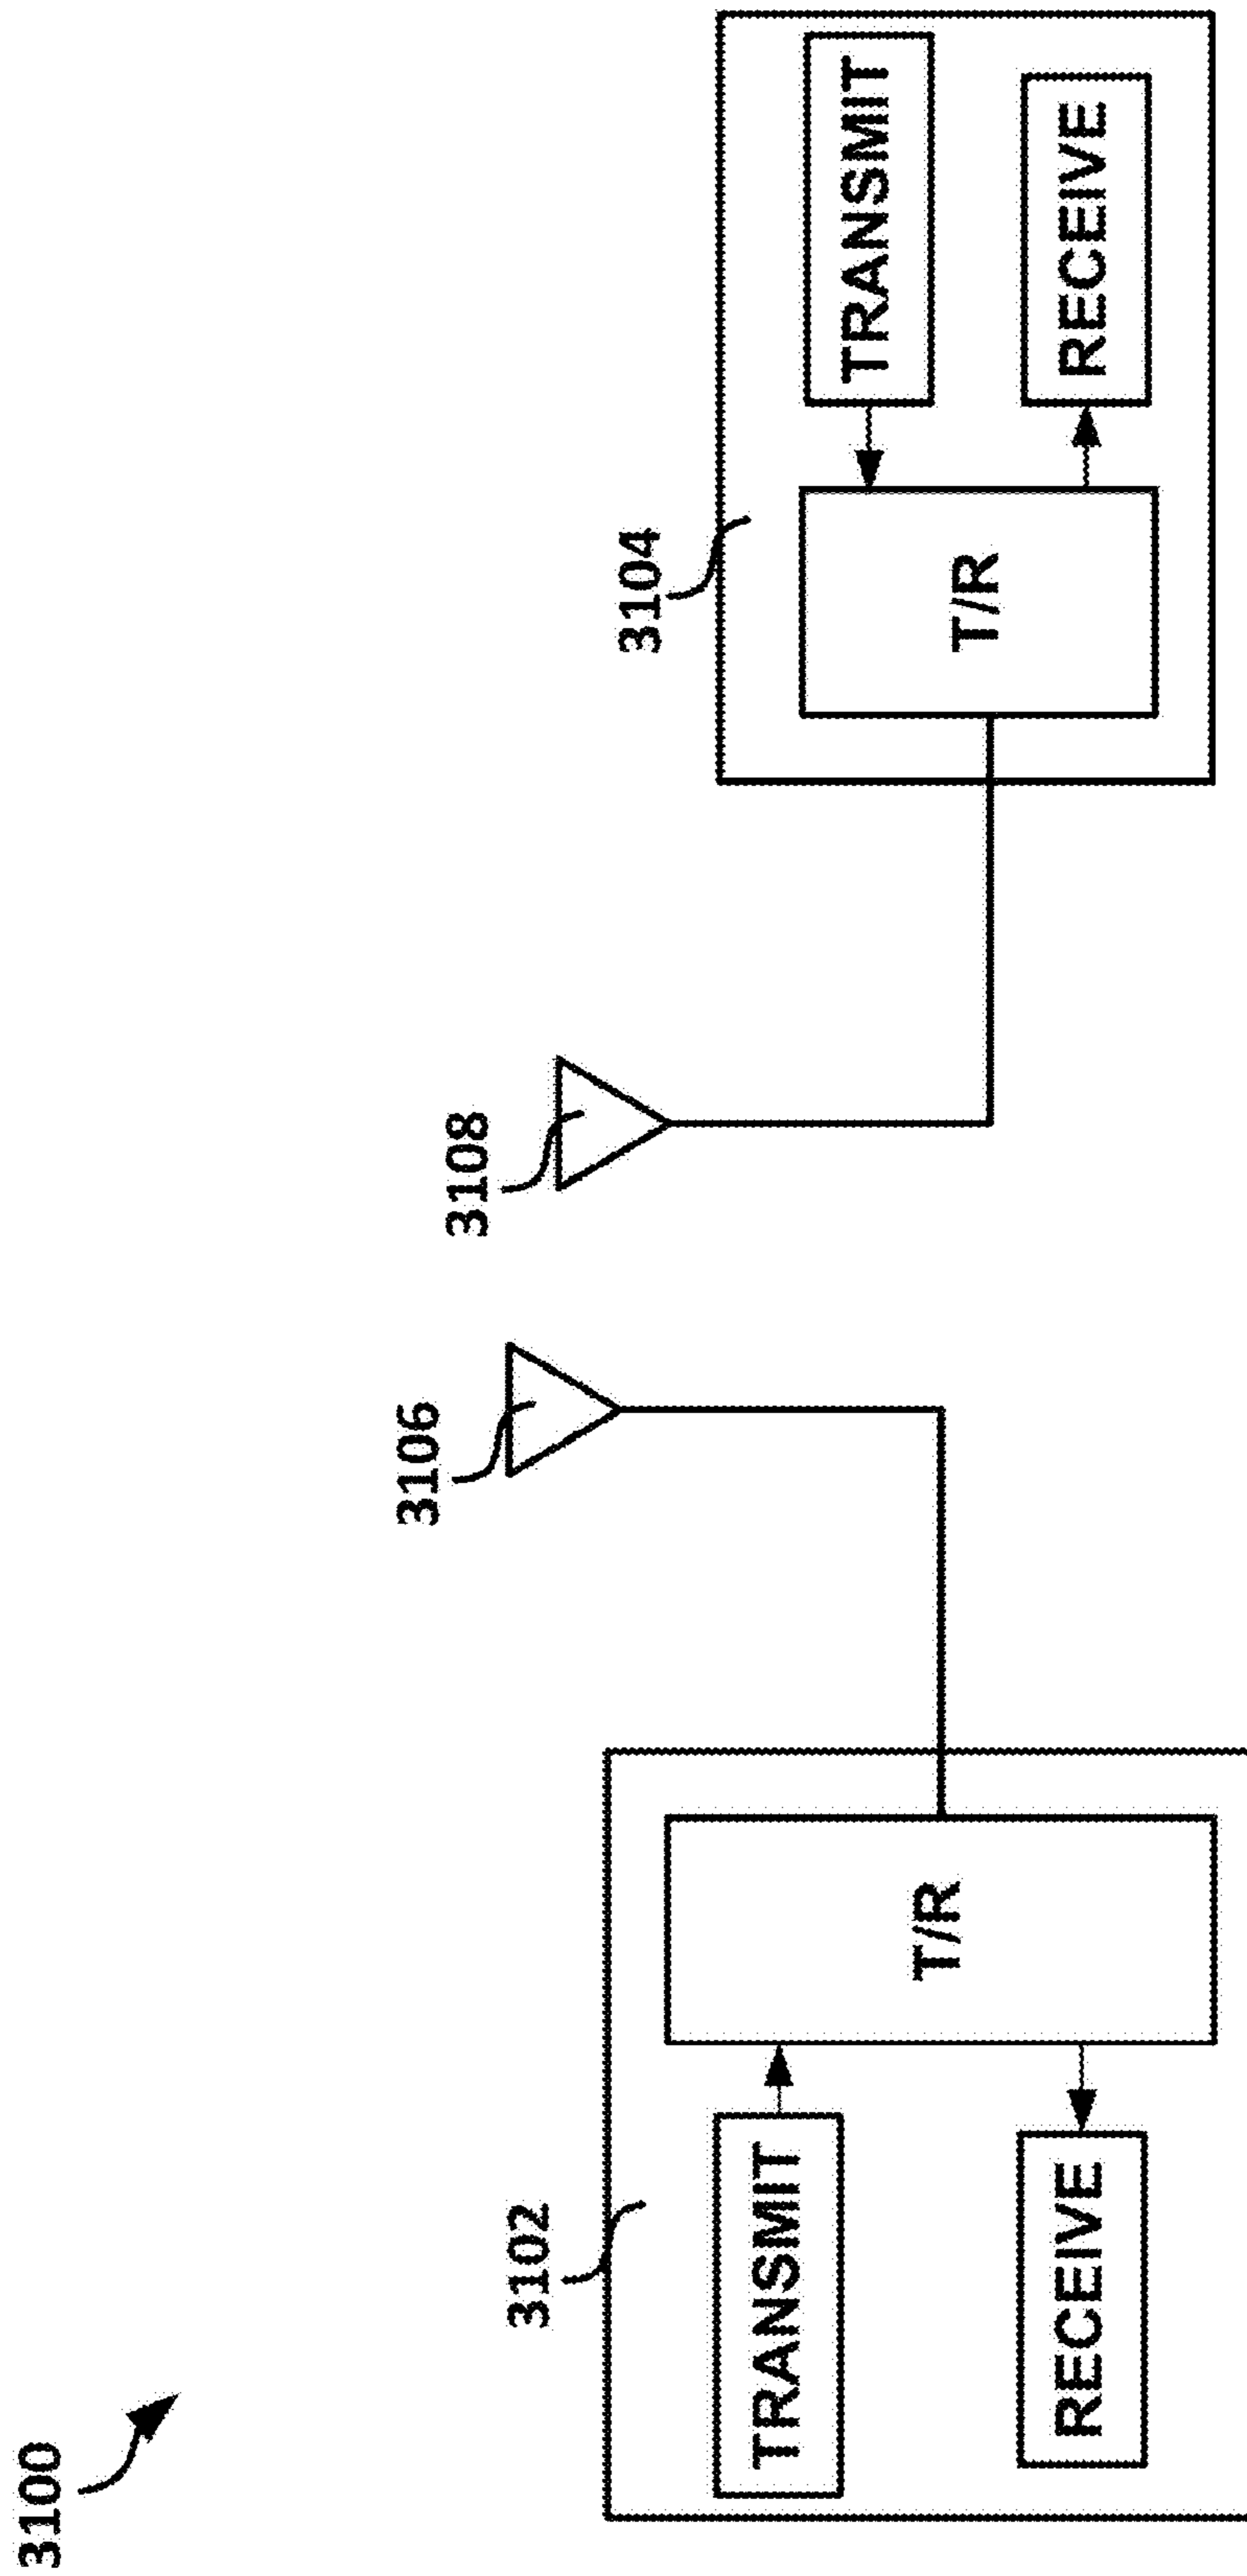 3100
3102
TRANSMIT
RECEIVE
T/R
3106
3108
3104
T/R
TRANSMIT
RECEIVE